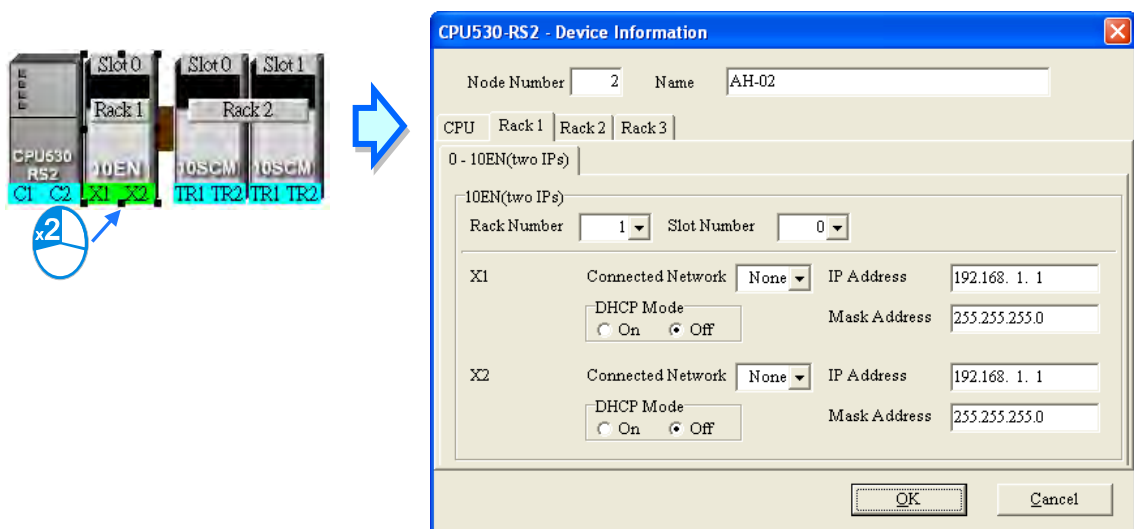 Slot 0
Slot 0
Slot 1
Rack 1
Rack 2
CPU530
RS2
10EN
10SCM
10SCM
C1 C2
X1 X2
TR1 TR2
TR1 TR2
x2
CPU530-RS2 - Device Information
Node Number 2 Name AH-02
CPU Rack 1 Rack 2 Rack 3
0 - 10EN(two IPs)
10EN(two IPs)
Rack Number 1 Slot Number 0
X1 Connected Network None IP Address 192.168. 1. 1
DHCP Mode
On Off
Mask Address 255.255.255.0
X2 Connected Network None IP Address 192.168. 1. 1
DHCP Mode
On Off
Mask Address 255.255.255.0
OK Cancel